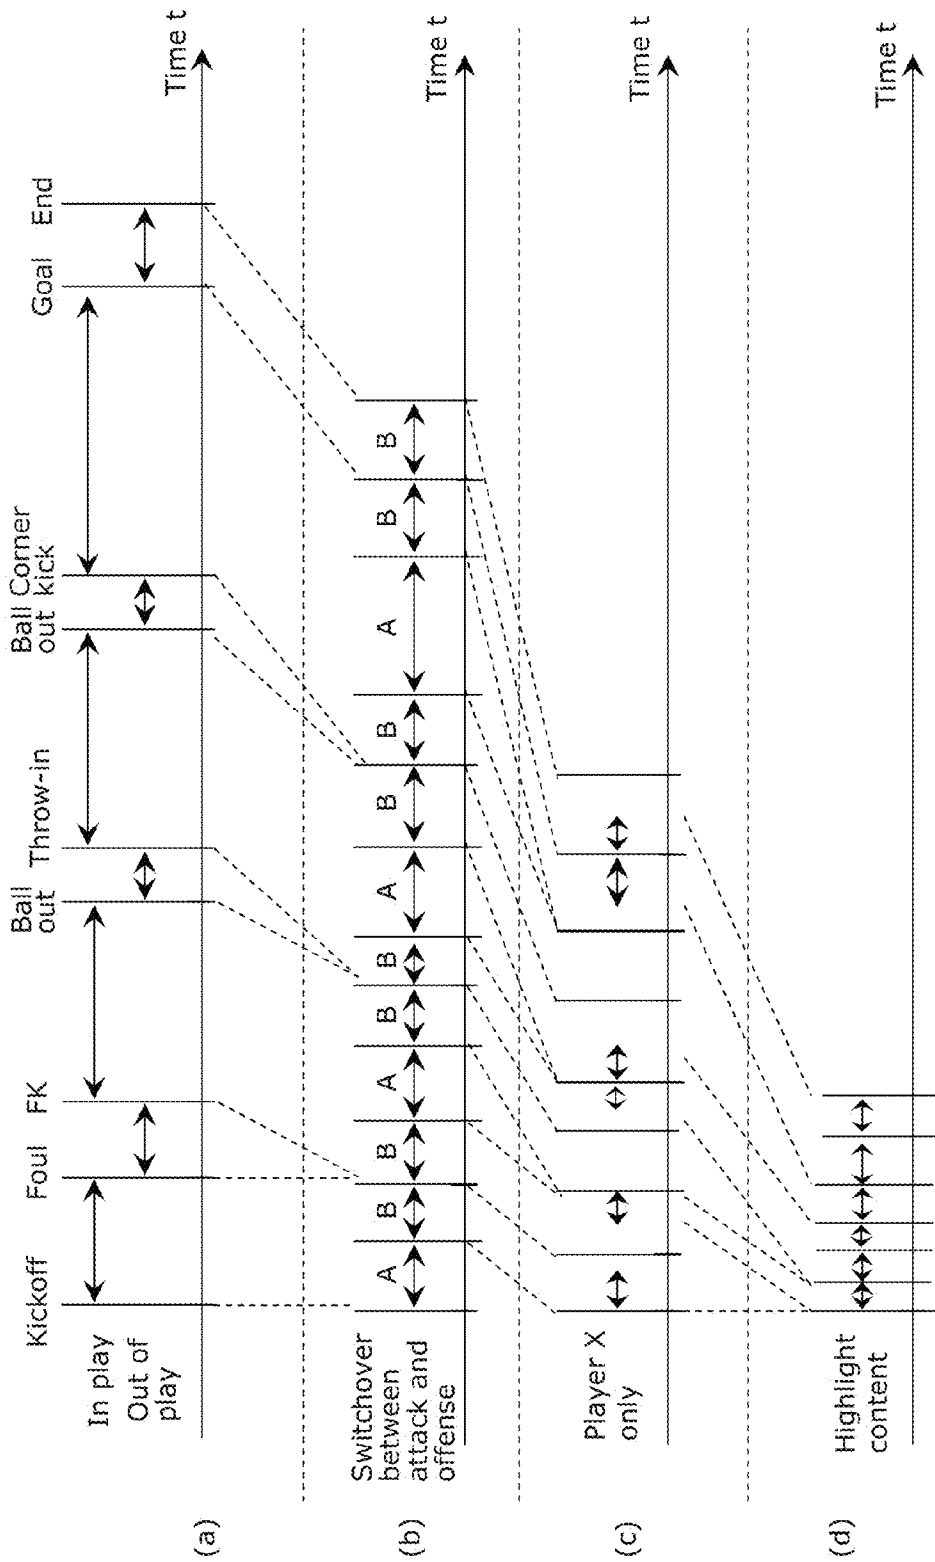 Kickoff
Foul
FK
Ball
out
Throw-in
Ball
out
Corner
kick
Goal
End
In play
Out of
play
Time t
(a)
Switchover
between
attack and
offense
A
B
B
A
B
B
A
B
B
A
B
B
Time t
(b)
Player X
only
Time t
(c)
Highlight
content
Time t
(d)